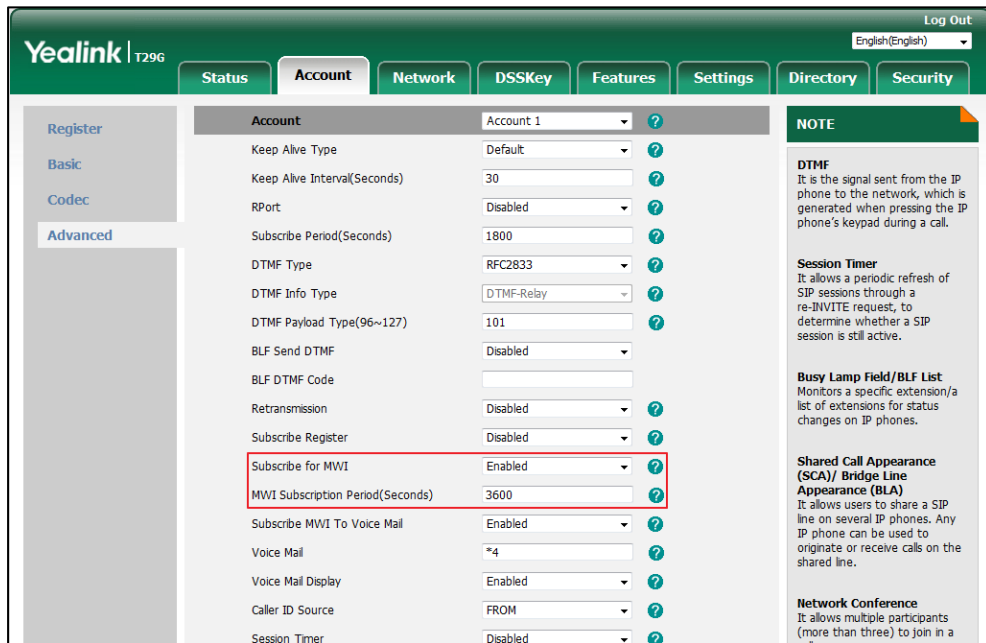 Log Out
Yealink | T29G
English(English)
Status Account Network DSSKey Features Settings Directory Security
Register
Basic
Codec
Advanced
Account Account 1
Keep Alive Type Default
Keep Alive Interval(Seconds) 30
RPort Disabled
Subscribe Period(Seconds) 1800
DTMF Type RFC2833
DTMF Info Type DTMF-Relay
DTMF Payload Type(96~127) 101
BLF Send DTMF Disabled
BLF DTMF Code
Retransmission Disabled
Subscribe Register Disabled
Subscribe for MWI Enabled
MWI Subscription Period(Seconds) 3600
Subscribe MWI To Voice Mail Enabled
Voice Mail *4
Voice Mail Display Enabled
Caller ID Source FROM
Session Timer Disabled
NOTE
DTMF
It is the signal sent from the IP
phone to the network, which is
generated when pressing the IP
phone's keypad during a call.
Session Timer
It allows a periodic refresh of
SIP sessions through a
re-INVITE request, to
determine whether a SIP
session is still active.
Busy Lamp Field/BLF List
Monitors a specific extension/a
list of extensions for status
changes on IP phones.
Shared Call Appearance
(SCA)/ Bridge Line
Appearance (BLA)
It allows users to share a SIP
line on several IP phones. Any
IP phone can be used to
originate or receive calls on the
shared line.
Network Conference
It allows multiple participants
(more than three) to join in a